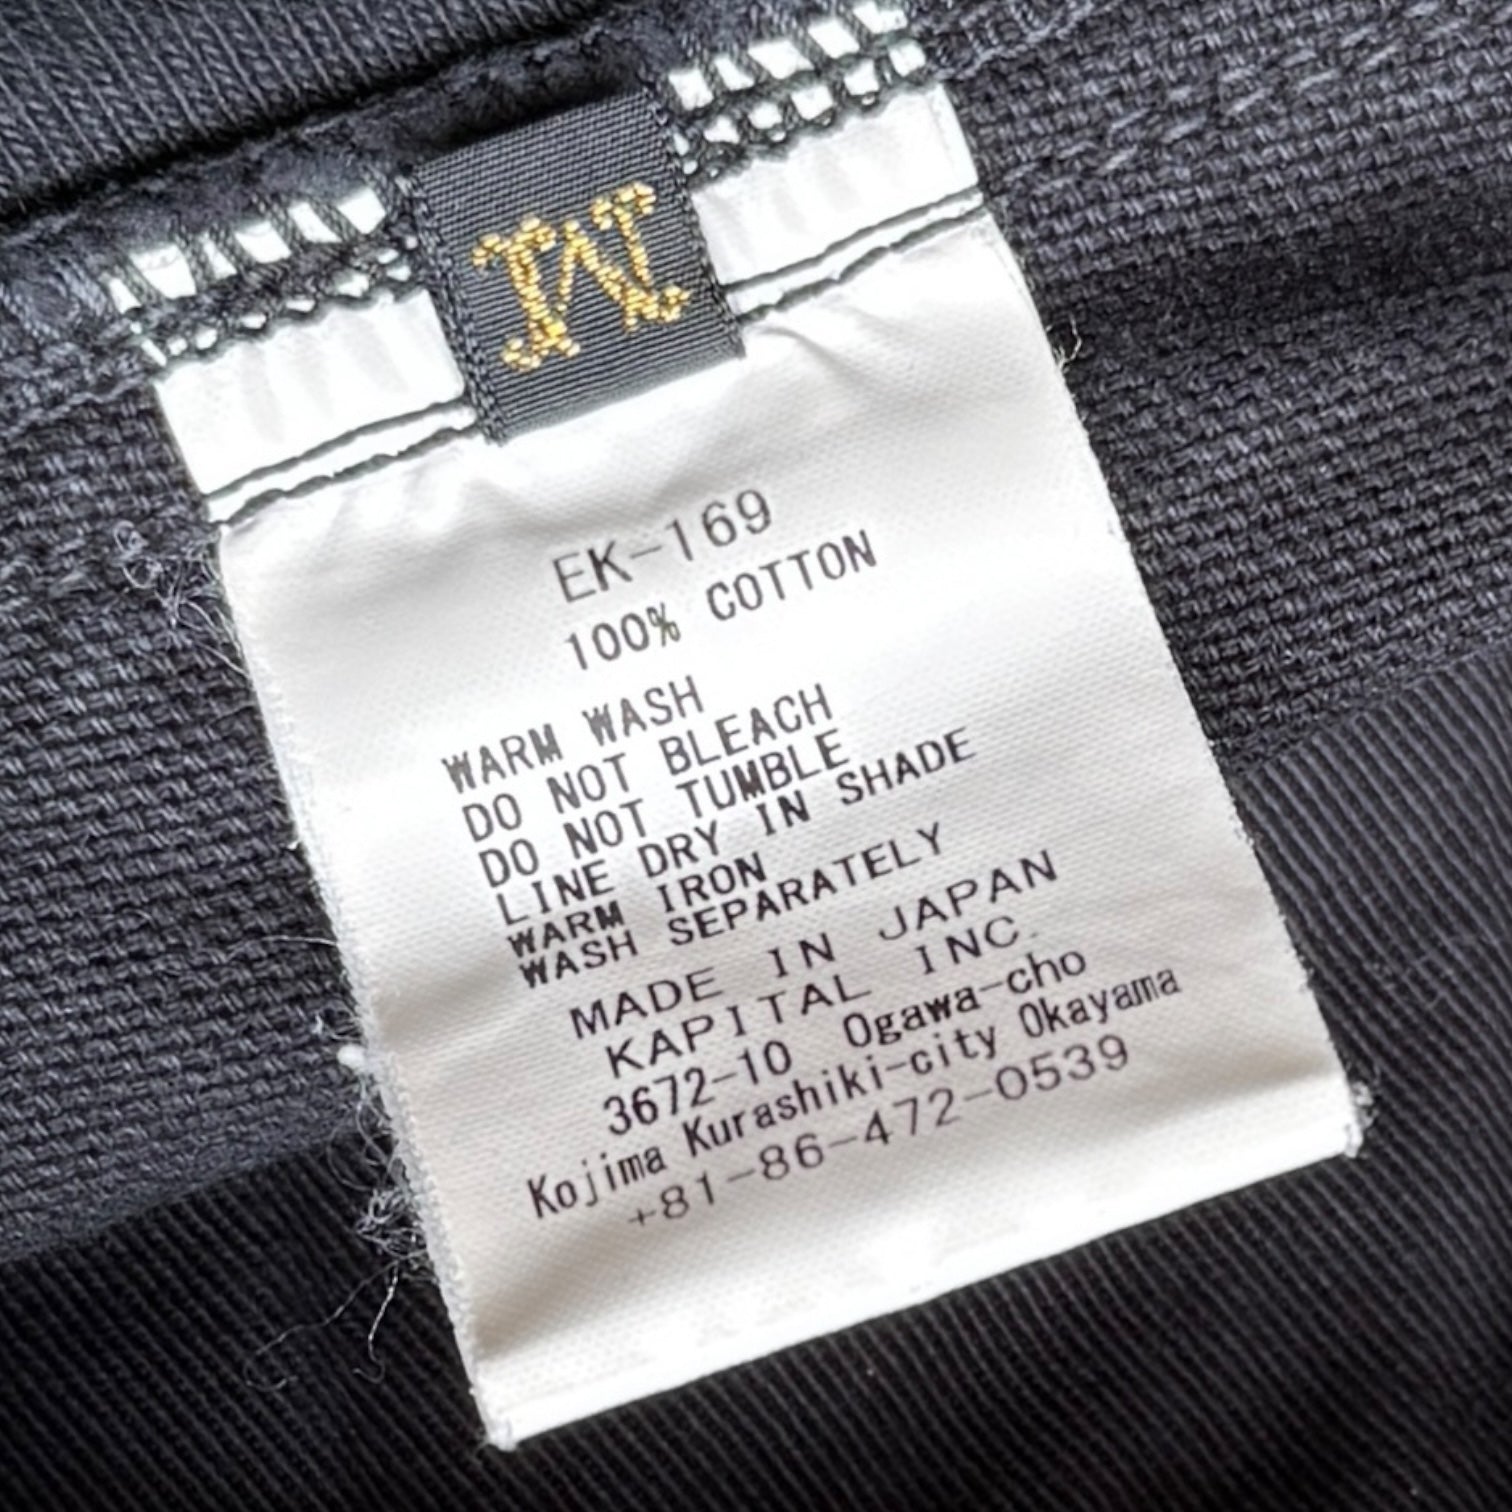 M
EK-169
100% COTTON
WARM WASH
DO NOT BLEACH
DO NOT TUMBLE
LINE DRY IN SHADE
WARM IRON
WASH SEPARATELY
MADE IN JAPAN
KAPITAL INC.
3672-10 Ogawa-cho
Kojima Kurashiki-city Okayama
+81-86-472-0539